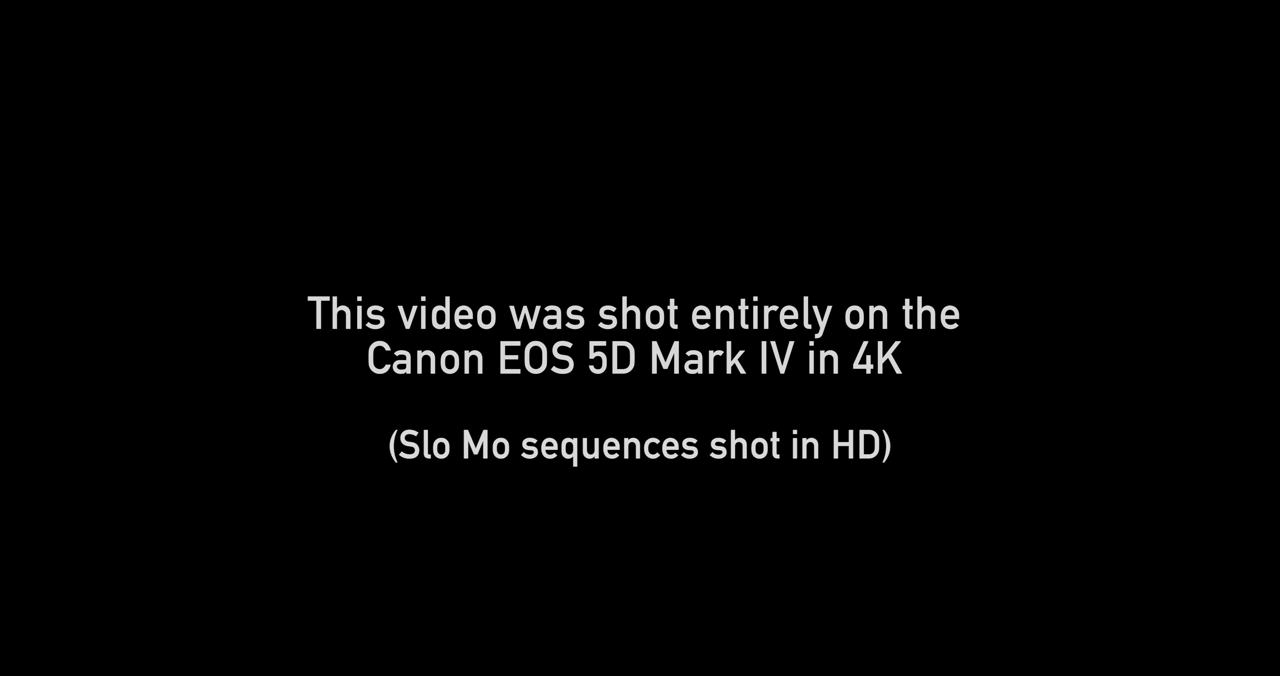 This video was shot entirely on the
Canon EOS 5D Mark IV in 4K
(Slo Mo sequences shot in HD)